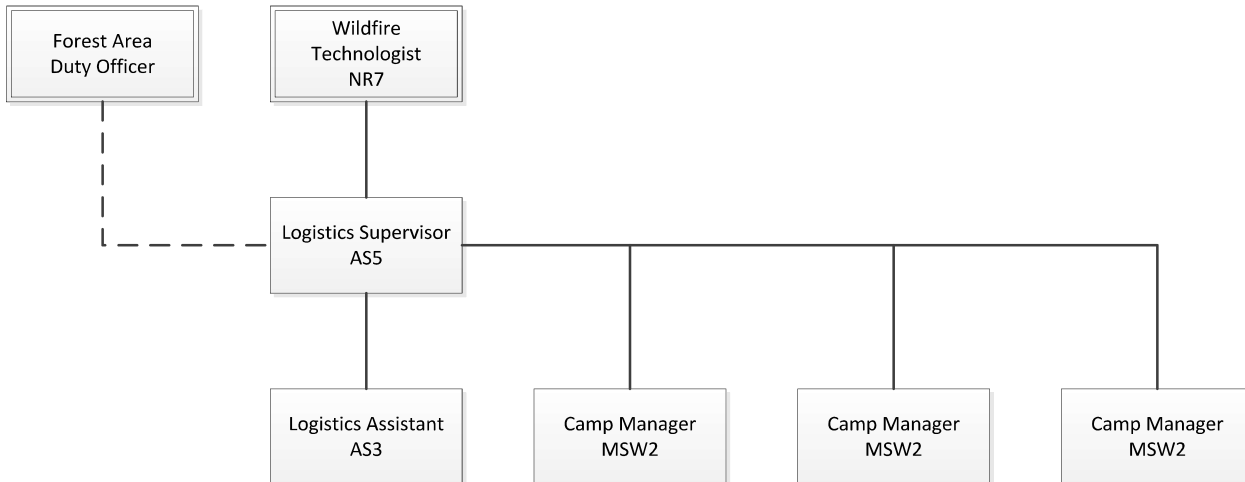 Forest Area
Duty Officer
Wildfire
Technologist
NR7
Logistics Supervisor
AS5
Logistics Assistant
AS3
Camp Manager
MSW2
Camp Manager
MSW2
Camp Manager
MSW2